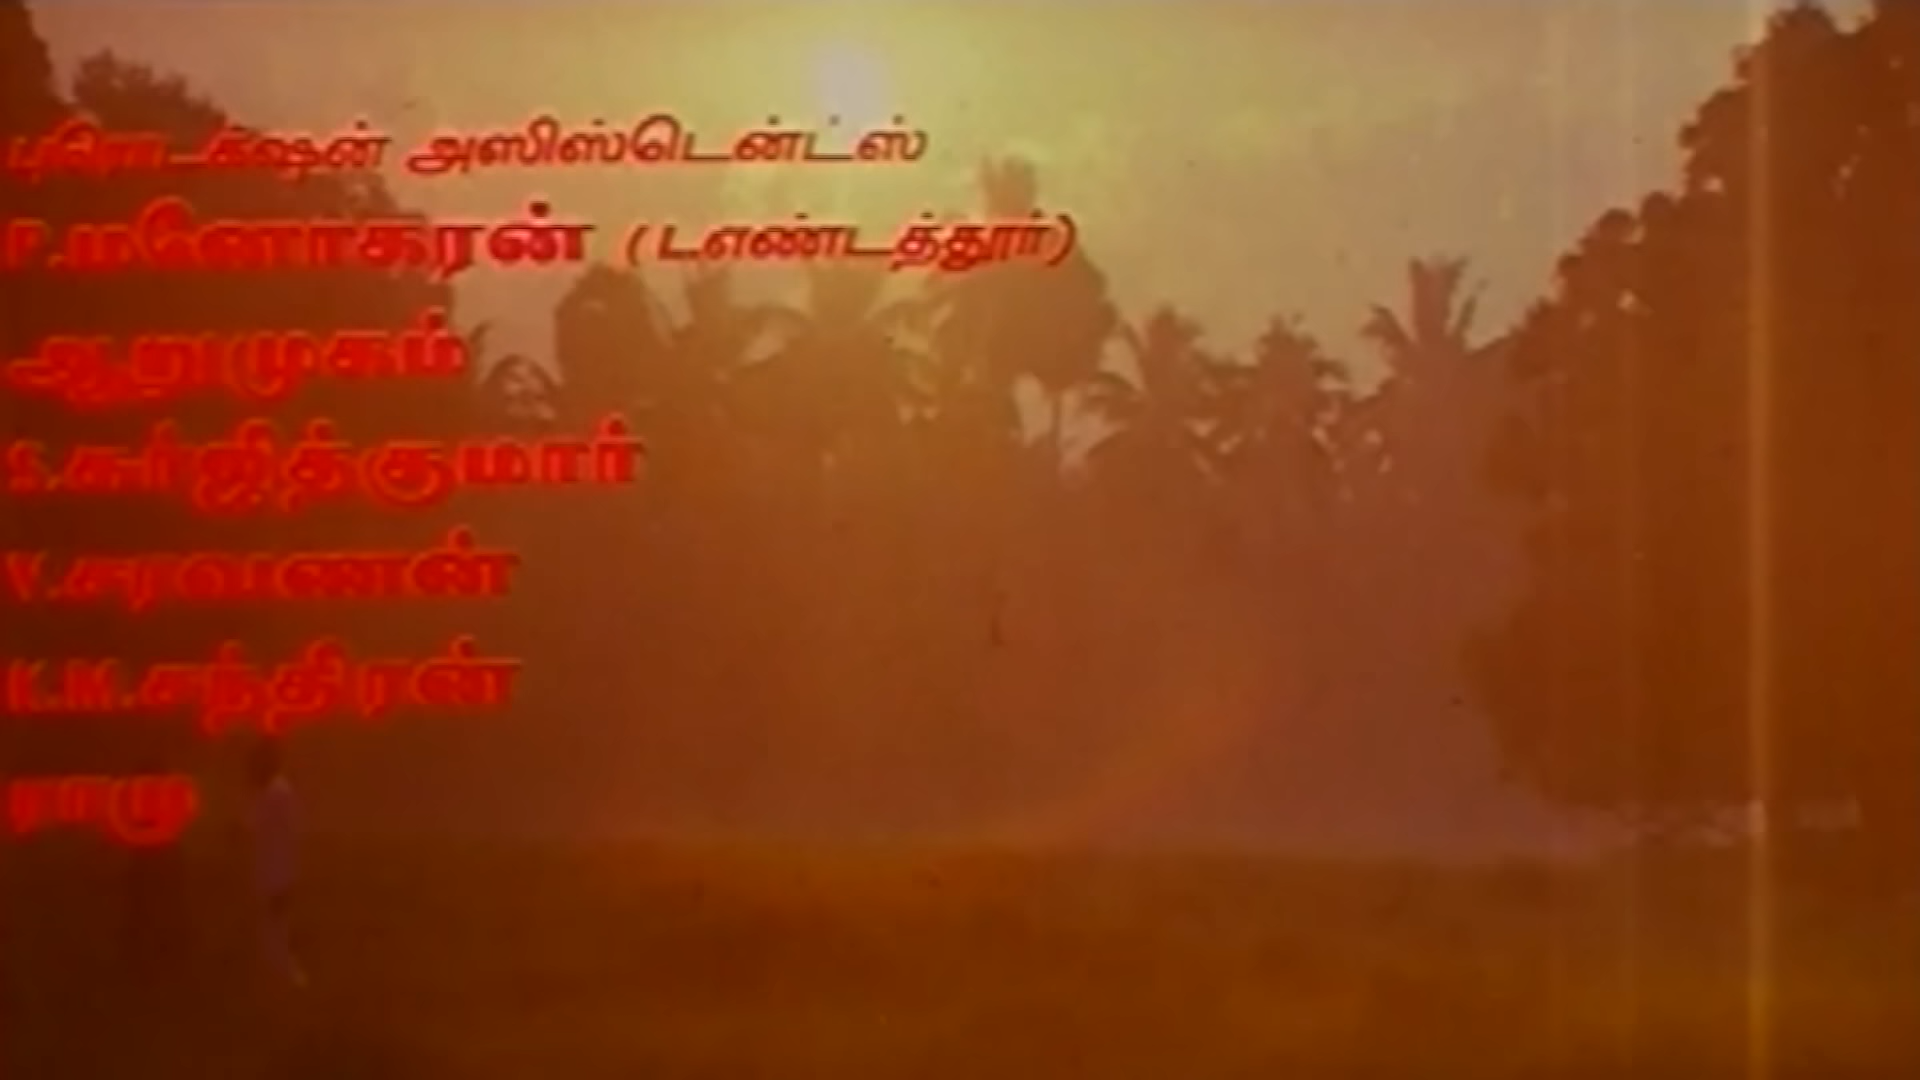 புரொடக்ஷன் அஸிஸ்டென்ட்ஸ்
P.மனோகரன் (டஎண்டத்தூர்)
ஆறுமுகம்
S.சுர்ஜித்குமார்
V.சரவணன்
K.M.சந்திரன்
ராமு